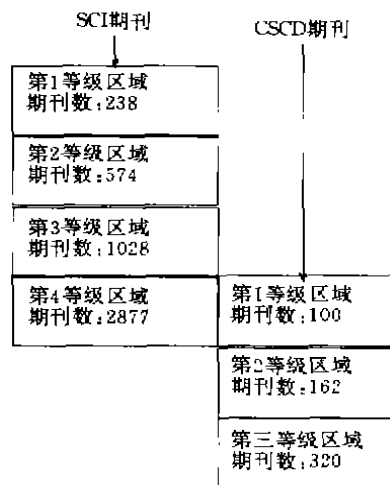 SCI期刊
CSCD期刊
第1等级区域
期刊数:238
第2等级区域
期刊数:574
第3等级区域
期刊数:1028
第4等级区域
期刊数:2877
第1等级区域
期刊数:100
第2等级区域
期刊数:162
第三等级区域
期刊数:320